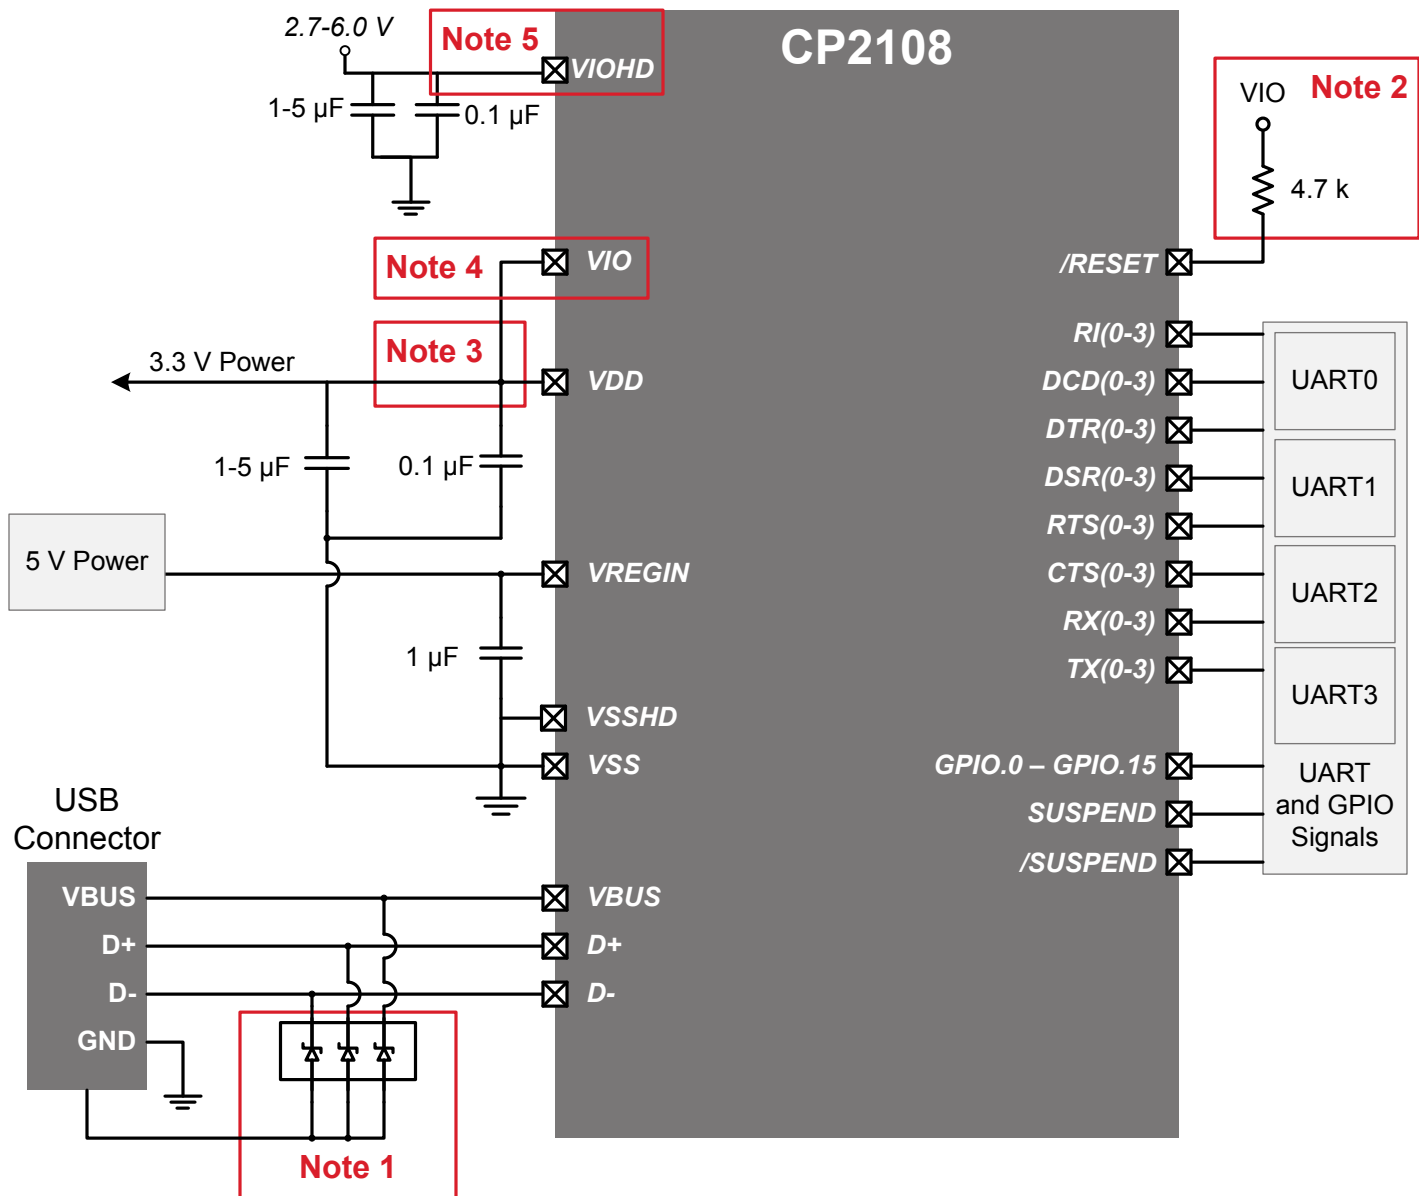 CP2108
2.7-6.0 V
Note 5
VIOHD
1-5 µF
0.1 µF
Note 2
VIO
4.7 k
Note 4
VIO
/RESET
3.3 V Power
Note 3
VDD
1-5 µF
0.1 µF
5 V Power
VREGIN
1 µF
VSSHD
VSS
USB
Connector
VBUS
D+
D-
GND
VBUS
D+
D-
Note 1
RI(0-3)
DCD(0-3)
DTR(0-3)
DSR(0-3)
RTS(0-3)
CTS(0-3)
RX(0-3)
TX(0-3)
GPIO.0 – GPIO.15
SUSPEND
/SUSPEND
UART0
UART1
UART2
UART3
UART
and GPIO
Signals